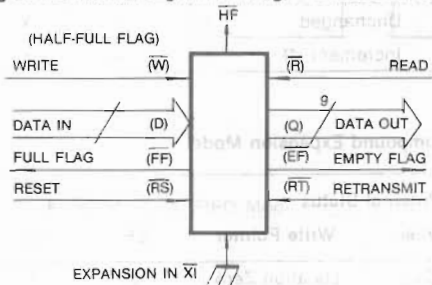 HF
(HALF-FULL FLAG)
WRITE (W) (R) READ
9
DATA IN (D) (Q) DATA OUT
FULL FLAG (FF) (EF) EMPTY FLAG
RESET (RS) (RT) RETRANSMIT
EXPANSION IN XI